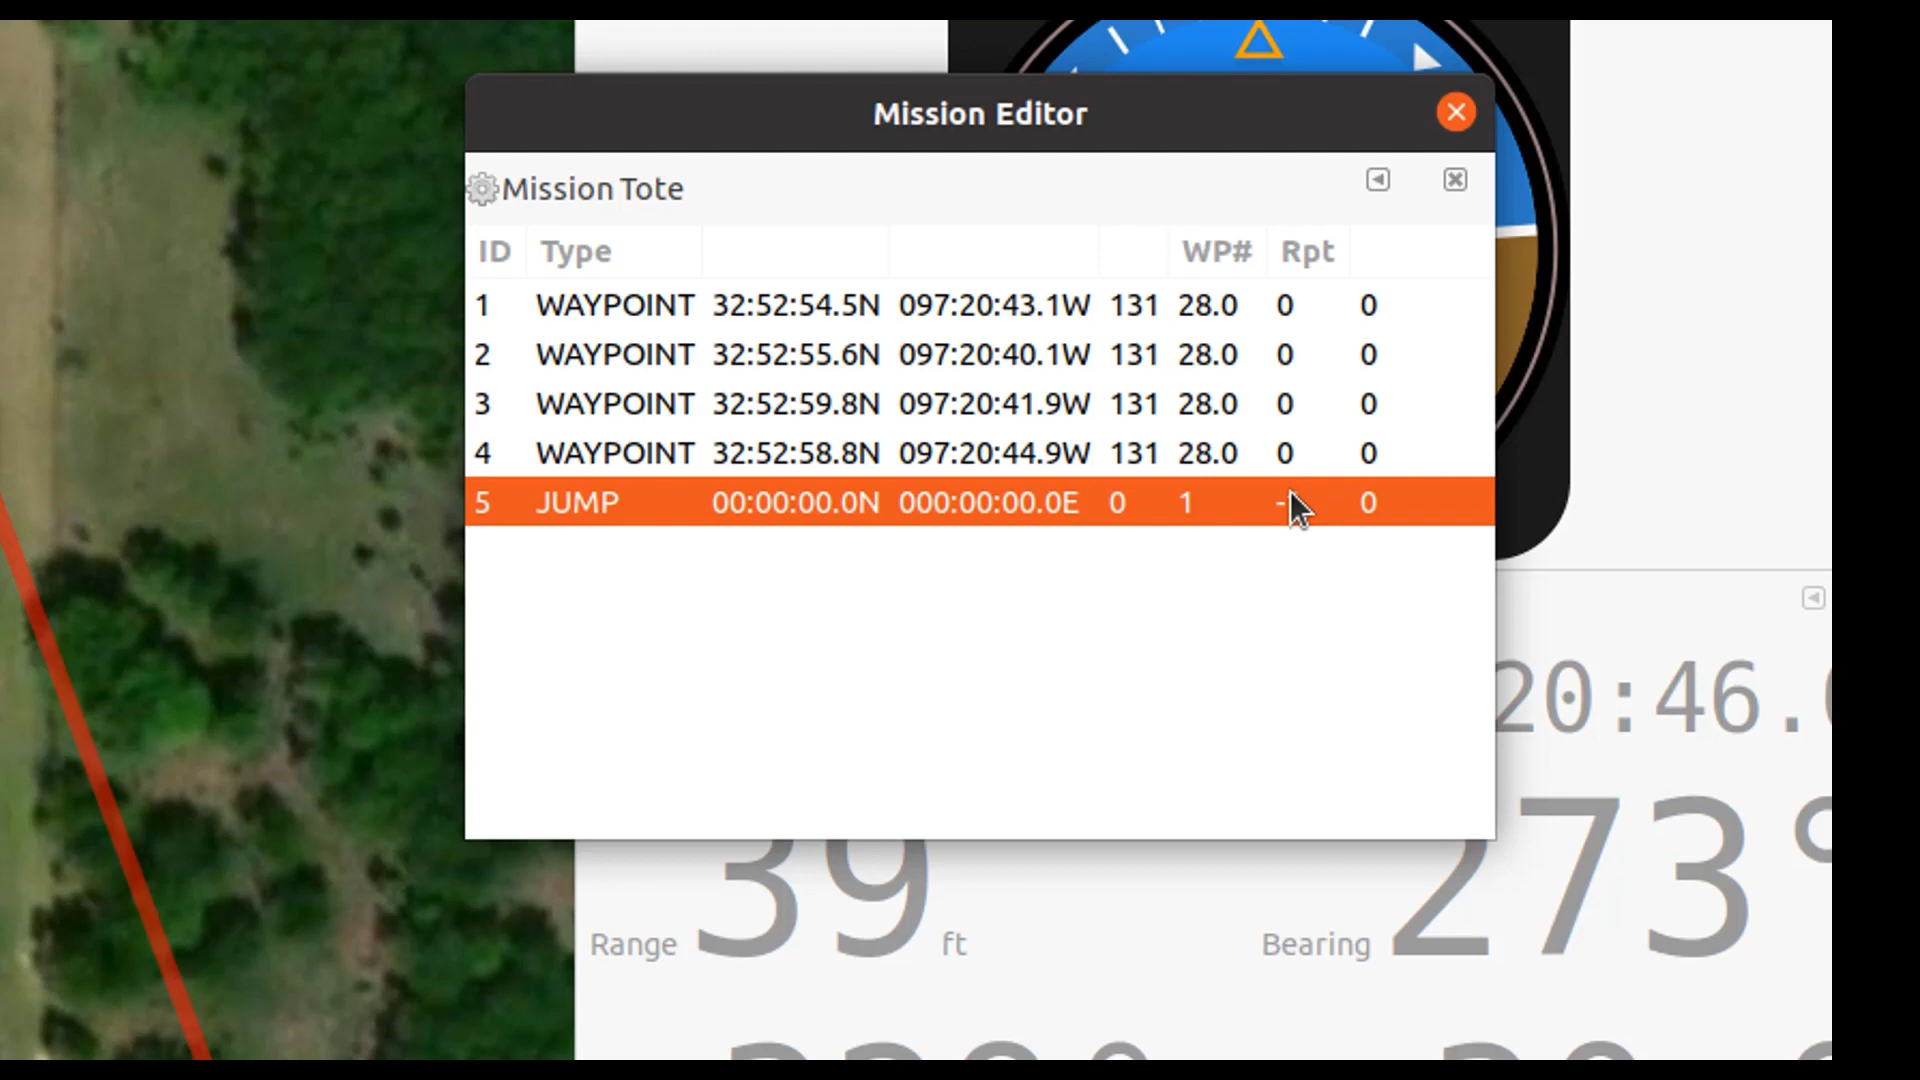 Mission Editor
Mission Tote
ID Type WP# Rpt
1 WAYPOINT 32:52:54.5N 097:20:43.1W 131 28.0 0 0
2 WAYPOINT 32:52:55.6N 097:20:40.1W 131 28.0 0 0
3 WAYPOINT 32:52:59.8N 097:20:41.9W 131 28.0 0 0
4 WAYPOINT 32:52:58.8N 097:20:44.9W 131 28.0 0 0
5 JUMP 00:00:00.0N 000:00:00.0E 0 1 0
20:46.
Range 39 ft Bearing 273°